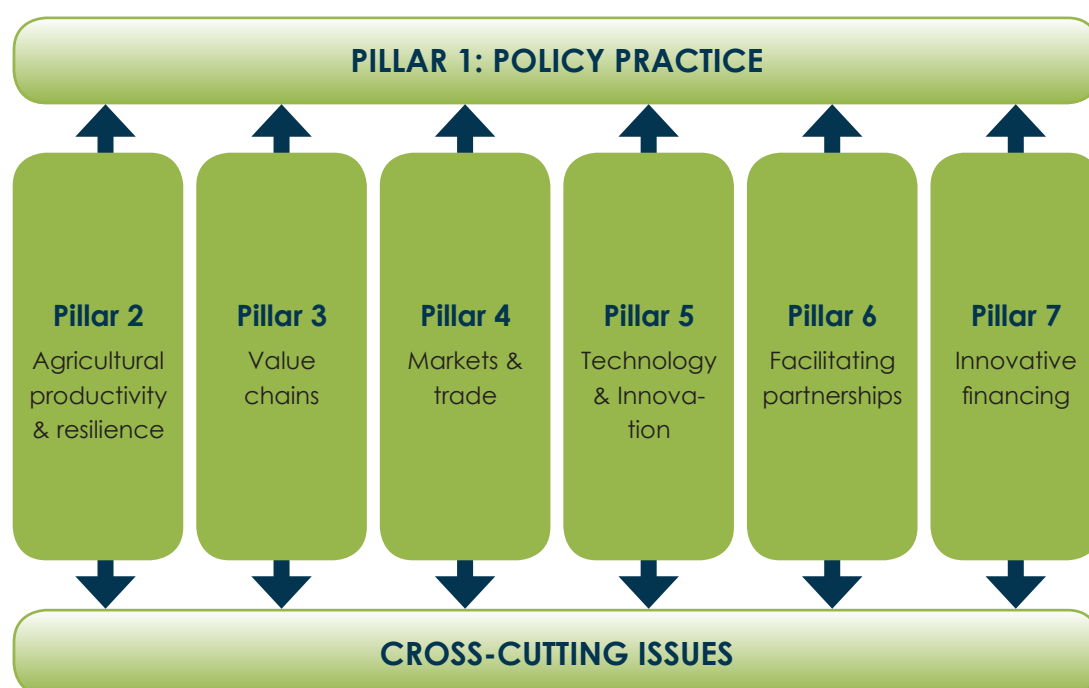 PILLAR 1: POLICY PRACTICE
Pillar 2
Agricultural
productivity
& resilience
Pillar 3
Value
chains
Pillar 4
Markets &
trade
Pillar 5
Technology
& Innova-
tion
Pillar 6
Facilitating
partnerships
Pillar 7
Innovative
financing
CROSS-CUTTING ISSUES